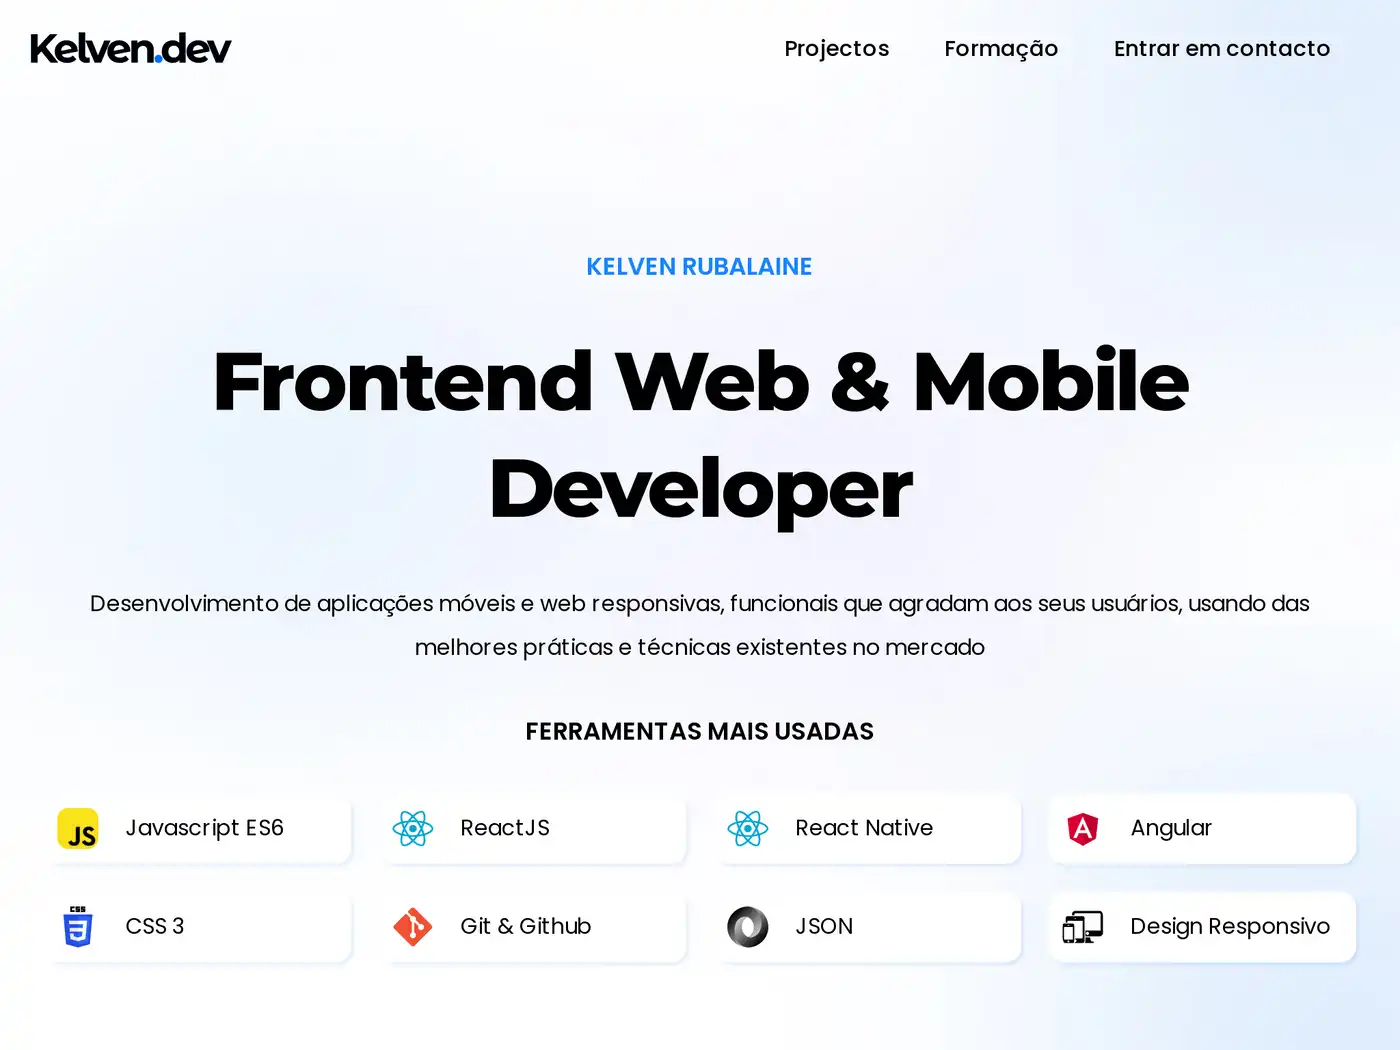 Kelven.dev
Projectos
Formação
Entrar em contacto
KELVEN RUBALAINE
Frontend Web & Mobile
Developer
Desenvolvimento de aplicações móveis e web responsivas, funcionais que agradam aos seus usuários, usando das
melhores práticas e técnicas existentes no mercado
FERRAMENTAS MAIS USADAS
JS
Javascript ES6
ReactJS
React Native
Angular
CSS
3
CSS 3
Git & Github
JSON
Design Responsivo